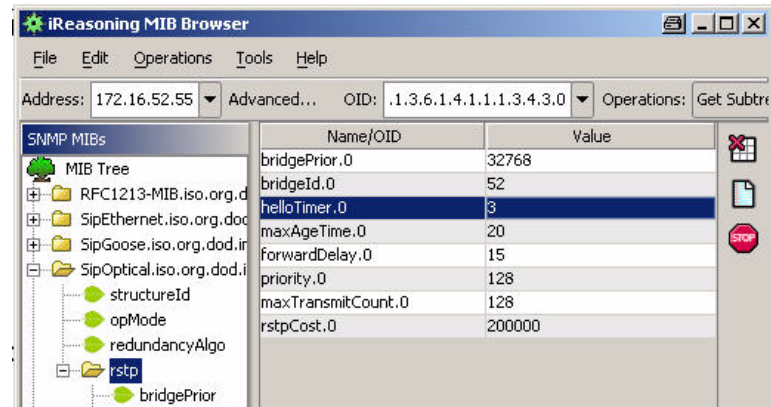 iReasoning MIB Browser
File Edit Operations Tools Help
Address: 172.16.52.55 Advanced... OID: .1.3.6.1.4.1.1.1.3.4.3.0 Operations: Get Subtre
SNMP MIBs
MIB Tree
RFC1213-MIB.iso.org.d
SipEthernet.iso.org.doc
SipGoose.iso.org.dod.ir
SipOptical.iso.org.dod.i
structureId
opMode
redundancyAlgo
rstp
bridgePrior
Name/OID Value
bridgePrior.0 32768
bridgeId.0 52
helloTimer.0 3
maxAgeTime.0 20
forwardDelay.0 15
priority.0 128
maxTransmitCount.0 128
rstpCost.0 200000
STOP